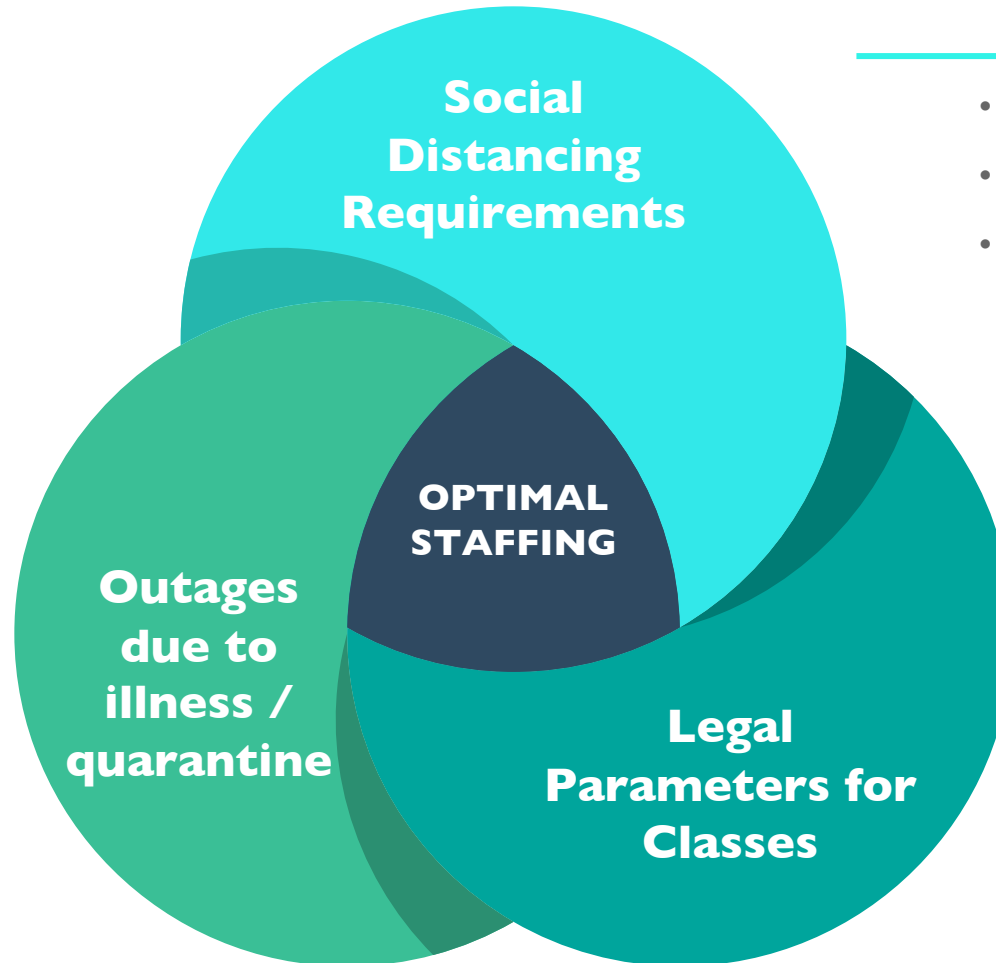 Social
Distancing
Requirements
OPTIMAL
STAFFING
Outages
due to
illness /
quarantine
Legal
Parameters for
Classes